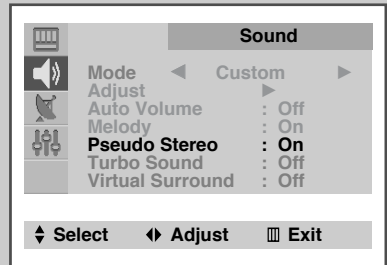 Sound
Mode ◀ Custom ▶
Adjust ▶
Auto Volume : Off
Melody : On
Pseudo Stereo : On
Turbo Sound : Off
Virtual Surround : Off
Select Adjust Exit